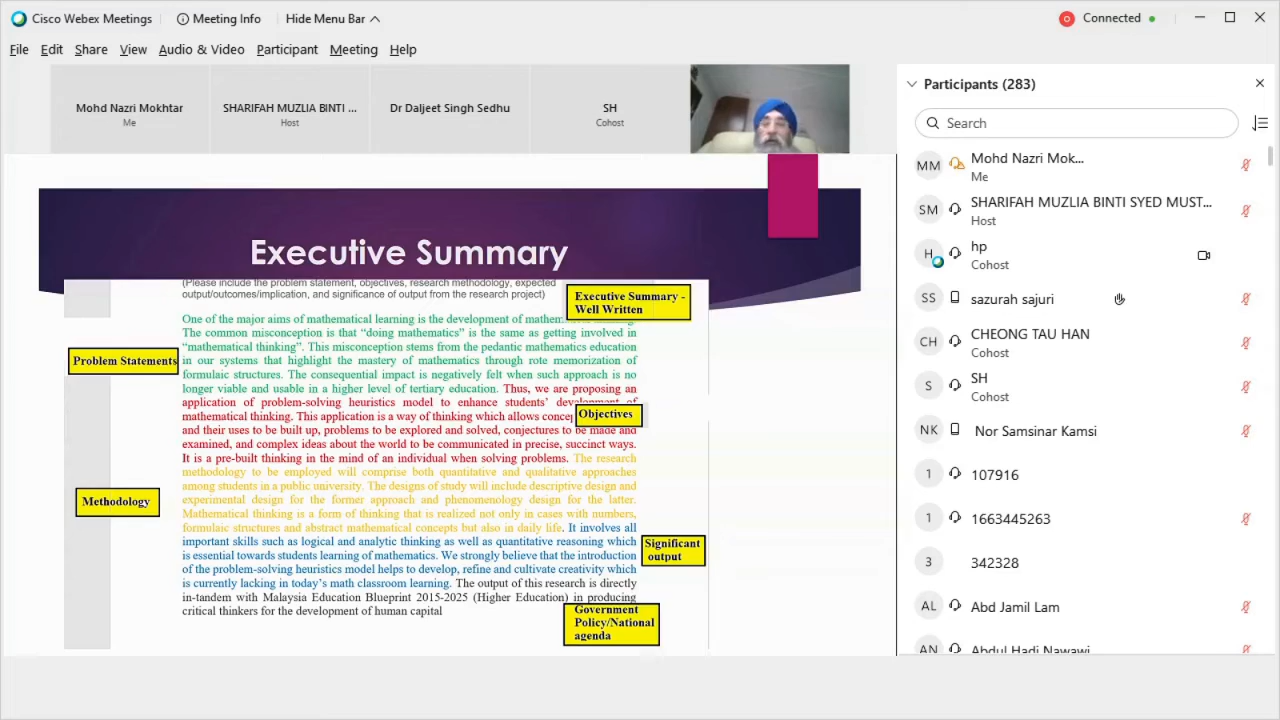 Cisco Webex Meetings
Meeting Info
Hide Menu Bar
Connected
File Edit Share View Audio & Video Participant Meeting Help
Mohd Nazri Mokhtar
Me
SHARIFAH MUZLIA BINTI ...
Host
Dr Daljeet Singh Sedhu
SH
Cohost
Executive Summary
(Please include the problem statement, objectives, research methodology, expected
output/outcomes/implication, and significance of output from the research project)
Executive Summary -
Well Written
One of the major aims of mathematical learning is the development of
The common misconception is that “doing mathematics” is the same as getting involved in
“mathematical thinking”. This misconception stems from the pedantic mathematics education
in our systems that highlight the mastery of mathematics through rote memorization of
formulaic structures. The consequential impact is negatively felt when such approach is no
longer viable and usable in a higher level of tertiary education. Thus, we are proposing an
application of problem-solving heuristics model to enhance students’ development of
mathematical thinking. This application is a way of thinking which allows
and their uses to be built up, problems to be explored and solved, conjectures to be made and
examined, and complex ideas about the world to be communicated in precise, succinct ways.
It is a pre-built thinking in the mind of an individual when solving problems. The research
methodology to be employed will comprise both quantitative and qualitative approaches
among students in a public university. The designs of study will include descriptive design and
experimental design for the former approach and phenomenology design for the latter.
Mathematical thinking is a form of thinking that is realized not only in cases with numbers,
formulaic structures and abstract mathematical concepts but also in daily life. It involves all
important skills such as logical and analytic thinking as well as quantitative reasoning which
is essential towards students learning of mathematics. We strongly believe that the introduction
of the problem-solving heuristics model helps to develop, refine and cultivate creativity which
is currently lacking in today’s math classroom learning. The output of this research is directly
in-tandem with Malaysia Education Blueprint 2015-2025 (Higher Education) in producing
critical thinkers for the development of human capital
Problem Statements
Objectives
Methodology
Significant
output
Government
Policy/National
agenda
Participants (283)
Search
MM
Mohd Nazri Mok...
Me
SM
SHARIFAH MUZLIA BINTI SYED MUST...
Host
H
hp
Cohost
SS
sazurah sajuri
CH
CHEONG TAU HAN
Cohost
S
SH
Cohost
NK
Nor Samsinar Kamsi
1
107916
1
1663445263
3
342328
AL
Abd Jamil Lam
AN
Abdul Hadi Nawawi